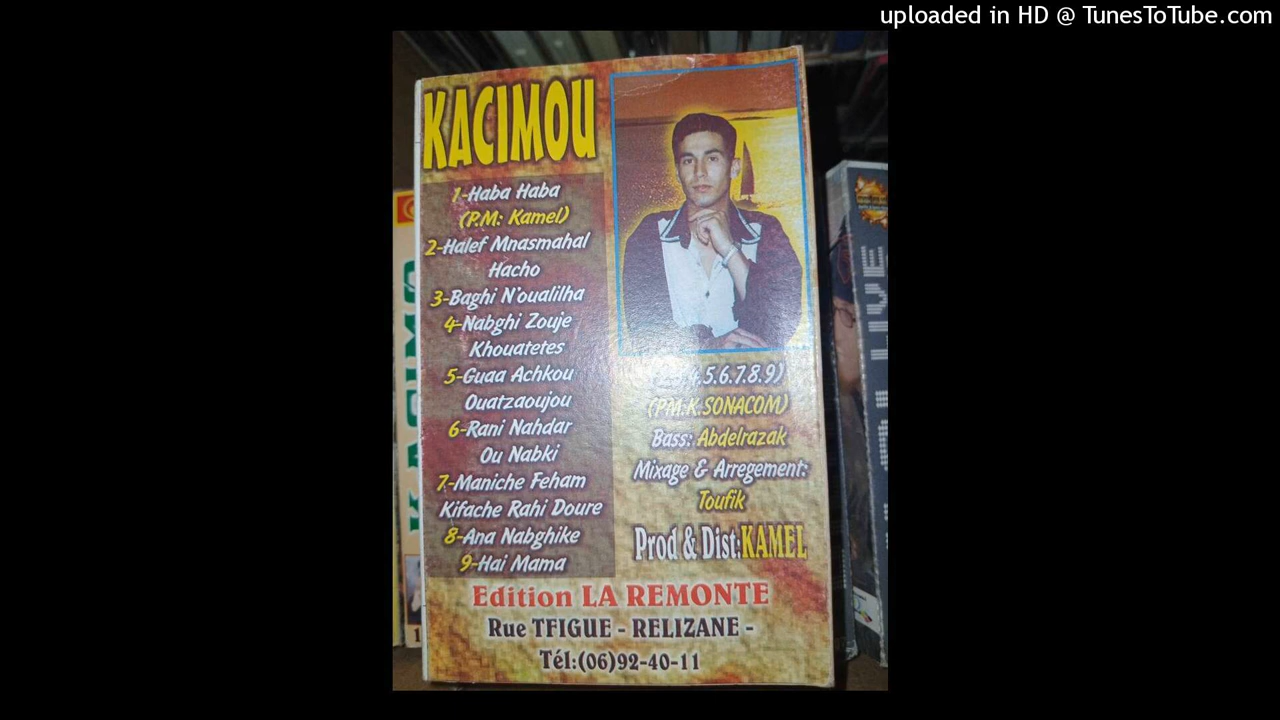 uploaded in HD @ TunesToTube.com
KACIMOU
1-Haba Haba
(P.M: Kamel)
2-Halef Mnasmahal
Hacho
3-Baghi N'oualilha
4-Nabghi Zouje
Khouatetes
5-Guaa Achkou
Ouatzaoujou
6-Rani Nahdar
Ou Nabki
7-Maniche Feham
Kifache Rahi Doure
8-Ana Nabghike
9-Hai Mama
4.5.6.7.8.9)
(PM:K.SONACOM)
Bass: Abdelrazak
Mixage & Arregement:
Toufik
Prod & Dist:KAMEL
Edition LA REMONTE
Rue TFIGUE - RELIZANE -
Tél:(06)92-40-11